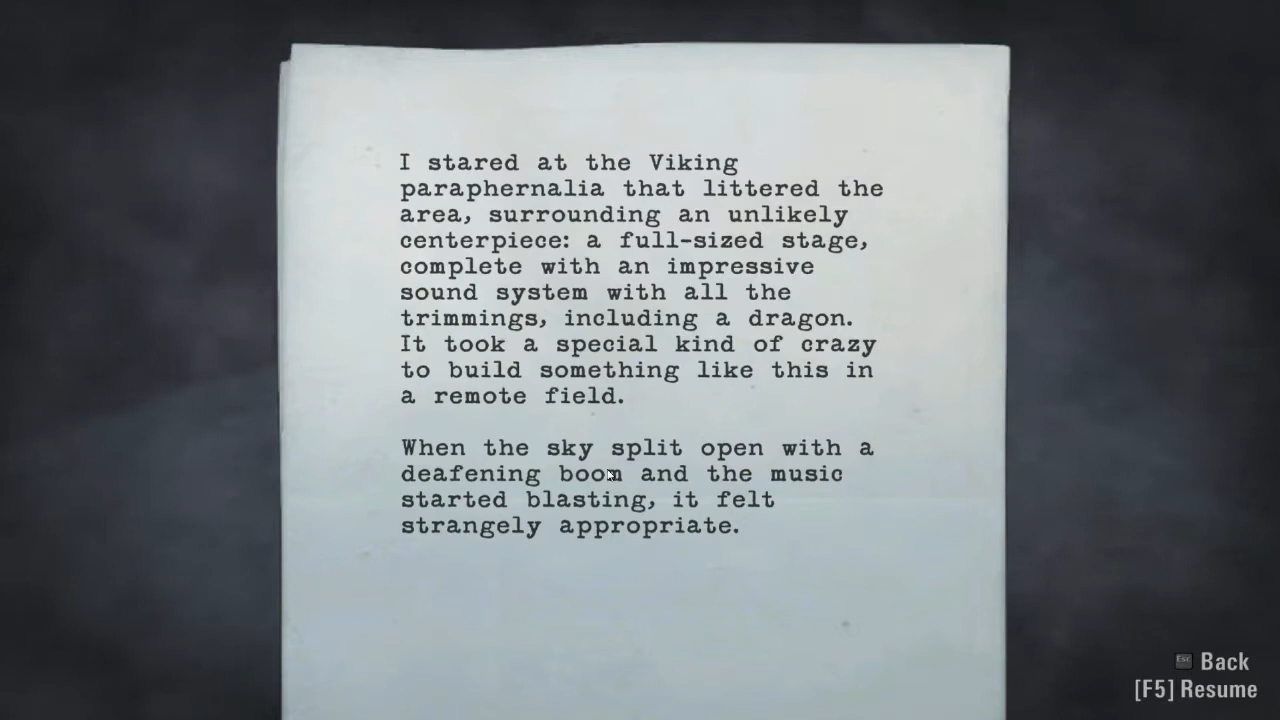 I stared at the Viking
paraphernalia that littered the
area, surrounding an unlikely
centerpiece: a full-sized stage,
complete with an impressive
sound system with all the
trimmings, including a dragon.
It took a special kind of crazy
to build something like this in
a remote field.
When the sky split open with a
deafening boom and the music
started blasting, it felt
strangely appropriate.
Esc Back
[F5] Resume